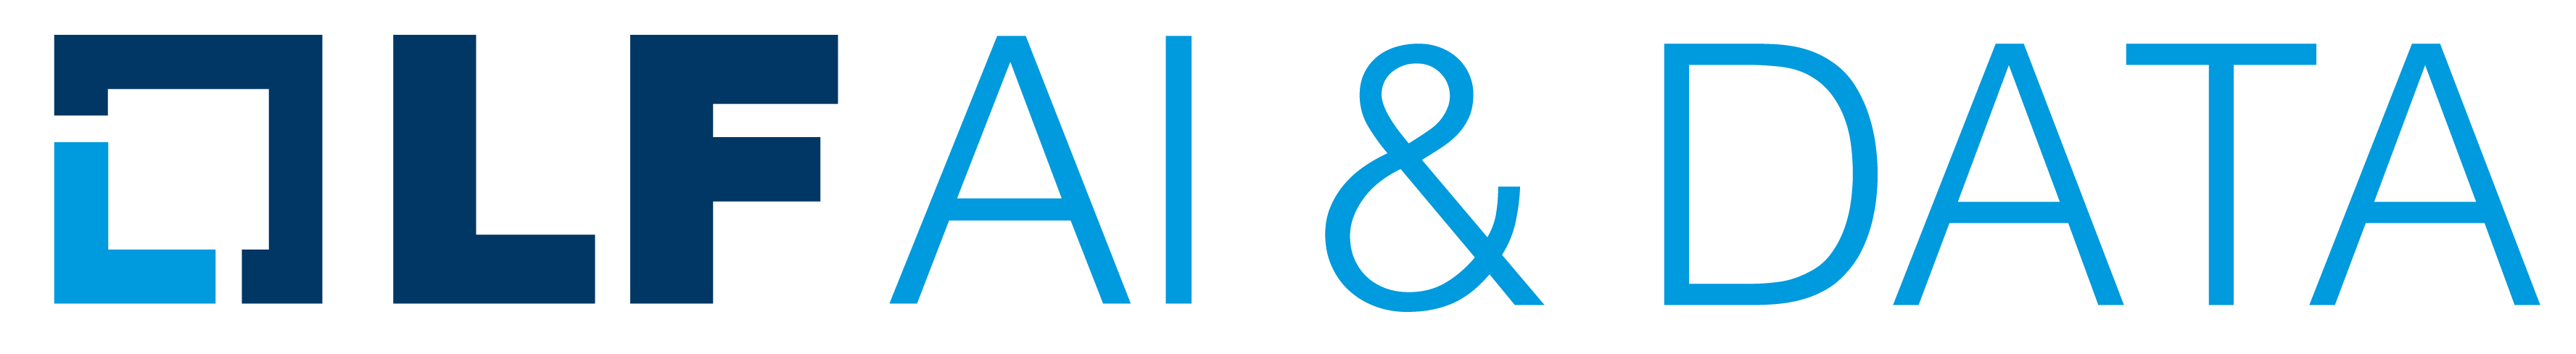 LF AI & DATA